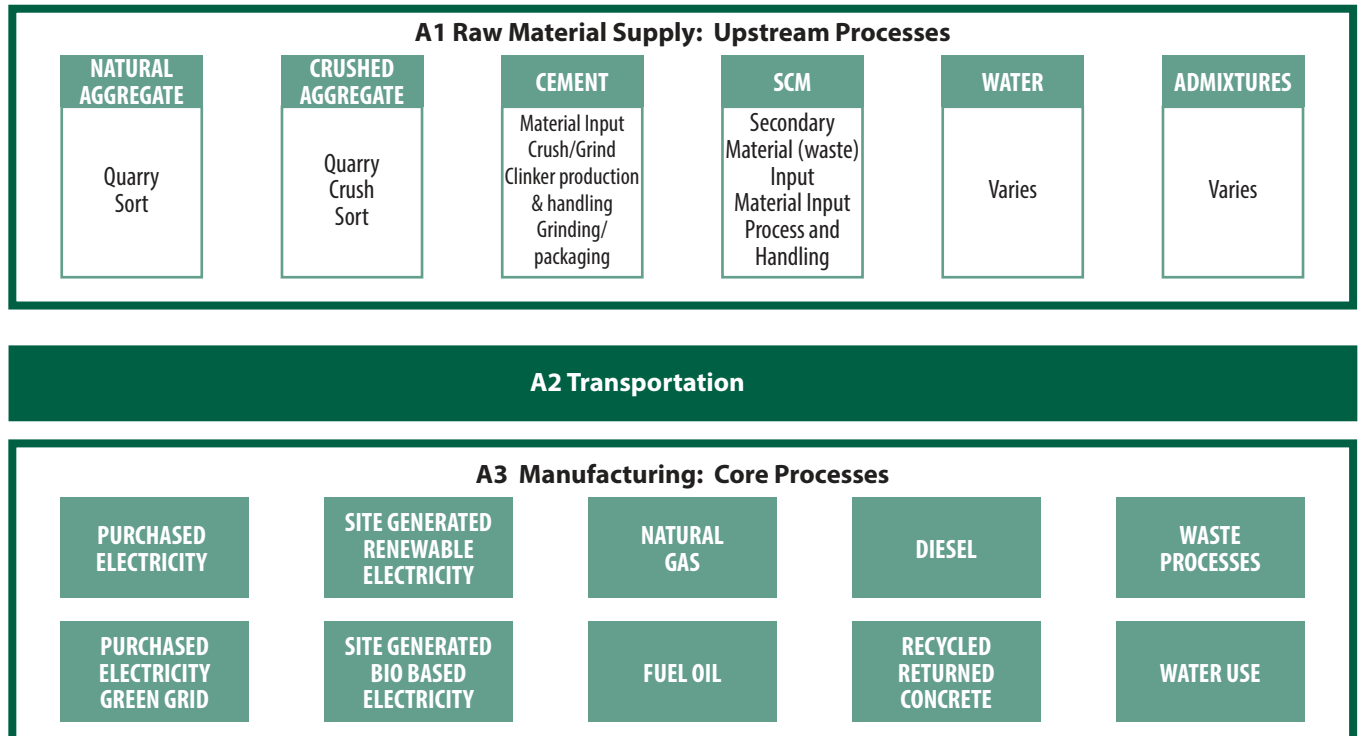 A1 Raw Material Supply: Upstream Processes
NATURAL
AGGREGATE
Quarry
Sort
CRUSHED
AGGREGATE
Quarry
Crush
Sort
CEMENT
Material Input
Crush/Grind
Clinker production
& handling
Grinding/
packaging
SCM
Secondary
Material (waste)
Input
Material Input
Process and
Handling
WATER
Varies
ADMIXTURES
Varies
A2 Transportation
A3 Manufacturing: Core Processes
PURCHASED
ELECTRICITY
SITE GENERATED
RENEWABLE
ELECTRICITY
NATURAL
GAS
DIESEL
WASTE
PROCESSES
PURCHASED
ELECTRICITY
GREEN GRID
SITE GENERATED
BIO BASED
ELECTRICITY
FUEL OIL
RECYCLED
RETURNED
CONCRETE
WATER USE